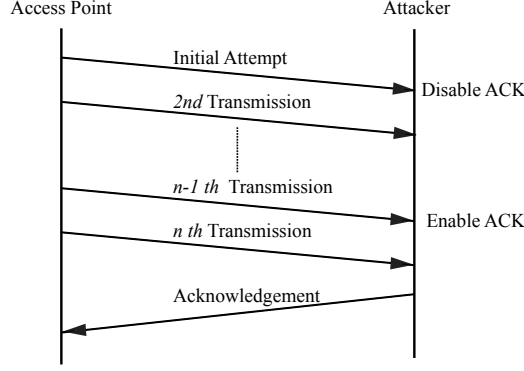 Access Point
Attacker
Initial Attempt
Disable ACK
2nd Transmission
n-1 th Transmission
Enable ACK
n th Transmission
Acknowledgement